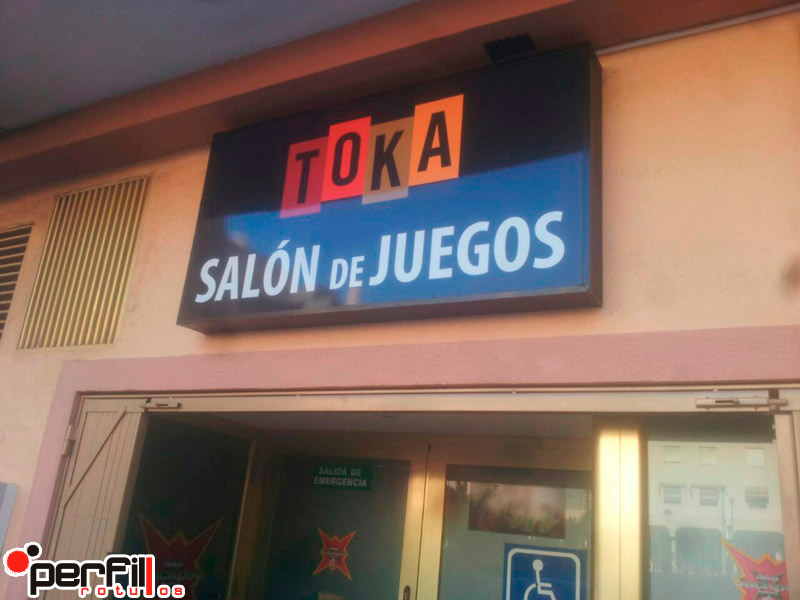 TOKA
SALÓN DE JUEGOS
SALIDA DE
EMERGENCIA
perfil
rotulos